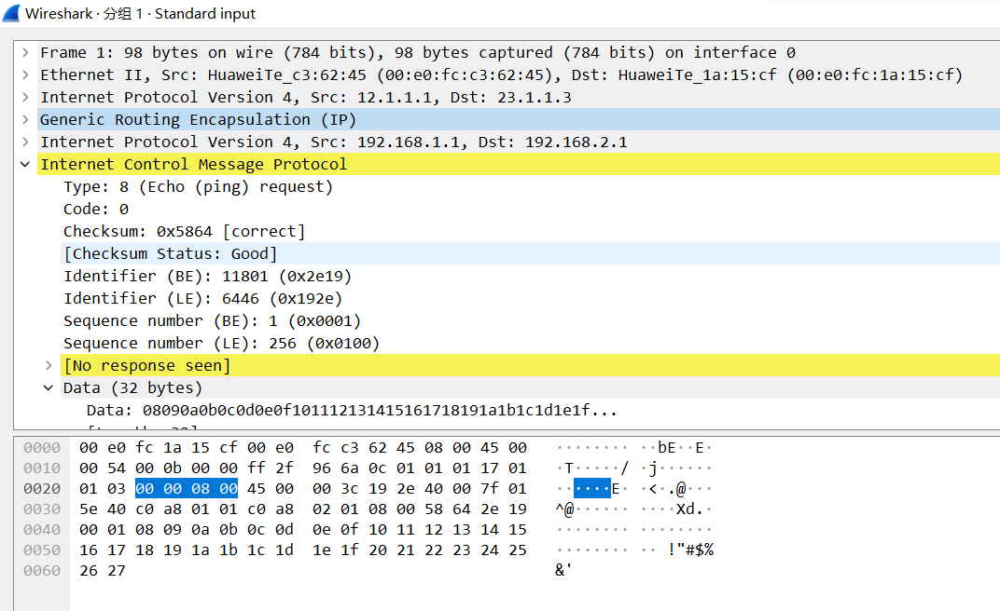 Wireshark · 分组 1 · Standard input
Frame 1: 98 bytes on wire (784 bits), 98 bytes captured (784 bits) on interface 0
Ethernet II, Src: HuaweiTe_c3:62:45 (00:e0:fc:c3:62:45), Dst: HuaweiTe_1a:15:cf (00:e0:fc:1a:15:cf)
Internet Protocol Version 4, Src: 12.1.1.1, Dst: 23.1.1.3
Generic Routing Encapsulation (IP)
Internet Protocol Version 4, Src: 192.168.1.1, Dst: 192.168.2.1
Internet Control Message Protocol
Type: 8 (Echo (ping) request)
Code: 0
Checksum: 0x5864 [correct]
[Checksum Status: Good]
Identifier (BE): 11801 (0x2e19)
Identifier (LE): 6446 (0x192e)
Sequence number (BE): 1 (0x0001)
Sequence number (LE): 256 (0x0100)
[No response seen]
Data (32 bytes)
Data: 08090a0b0c0d0e0f101112131415161718191a1b1c1d1e1f...
0000 00 e0 fc 1a 15 cf 00 e0 fc c3 62 45 08 00 45 00 ········ ··bE··E·
0010 00 54 00 0b 00 00 ff 2f 96 6a 0c 01 01 01 17 01 ·T·····/ ·j······
0020 01 03 00 00 08 00 45 00 00 3c 19 2e 40 00 7f 01 ······E· ·<·.@···
0030 5e 40 c0 a8 01 01 c0 a8 02 01 08 00 58 64 2e 19 ^@······ ····Xd.·
0040 00 01 08 09 0a 0b 0c 0d 0e 0f 10 11 12 13 14 15 ········ ········
0050 16 17 18 19 1a 1b 1c 1d 1e 1f 20 21 22 23 24 25 ········ ·· !"#$%
0060 26 27 &'